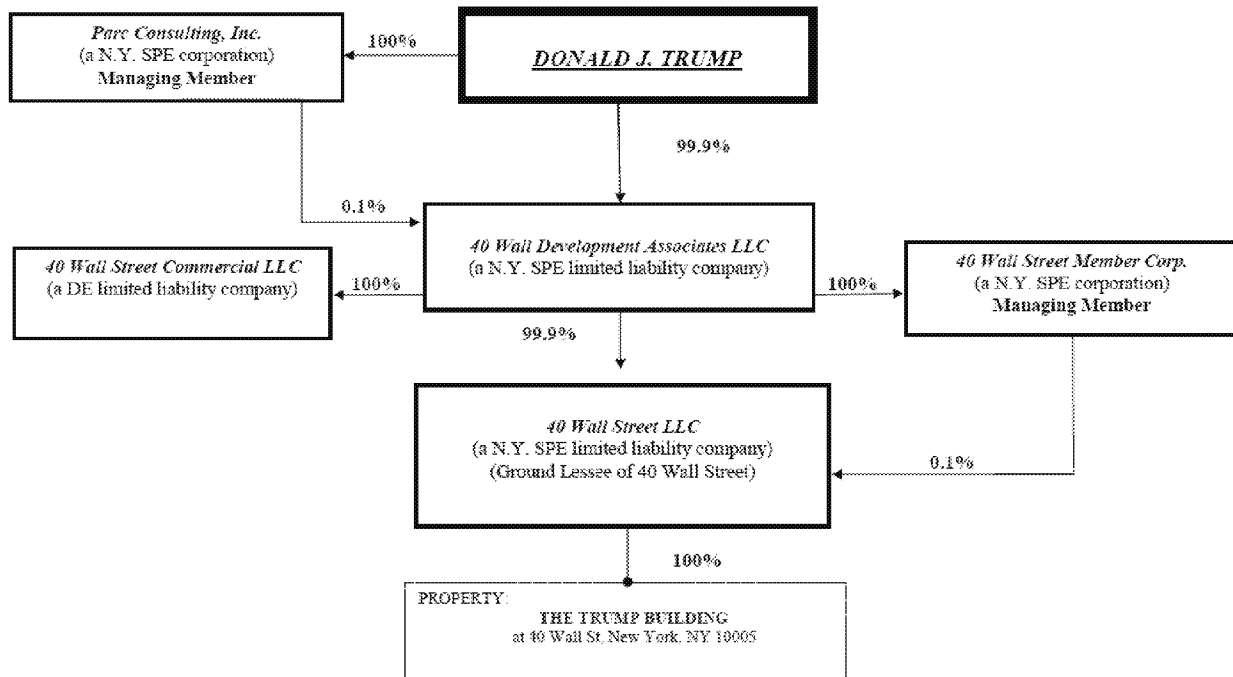 Parc Consulting, Inc.
(a N.Y. SPE corporation)
Managing Member
100%
DONALD J. TRUMP
99.9%
0.1%
40 Wall Development Associates LLC
(a N.Y. SPE limited liability company)
40 Wall Street Commercial LLC
(a DE limited liability company)
100%
100%
40 Wall Street Member Corp.
(a N.Y. SPE corporation)
Managing Member
99.9%
40 Wall Street LLC
(a N.Y. SPE limited liability company)
(Ground Lessee of 40 Wall Street)
0.1%
100%
PROPERTY:
THE TRUMP BUILDING
at 40 Wall St, New York, NY 10005